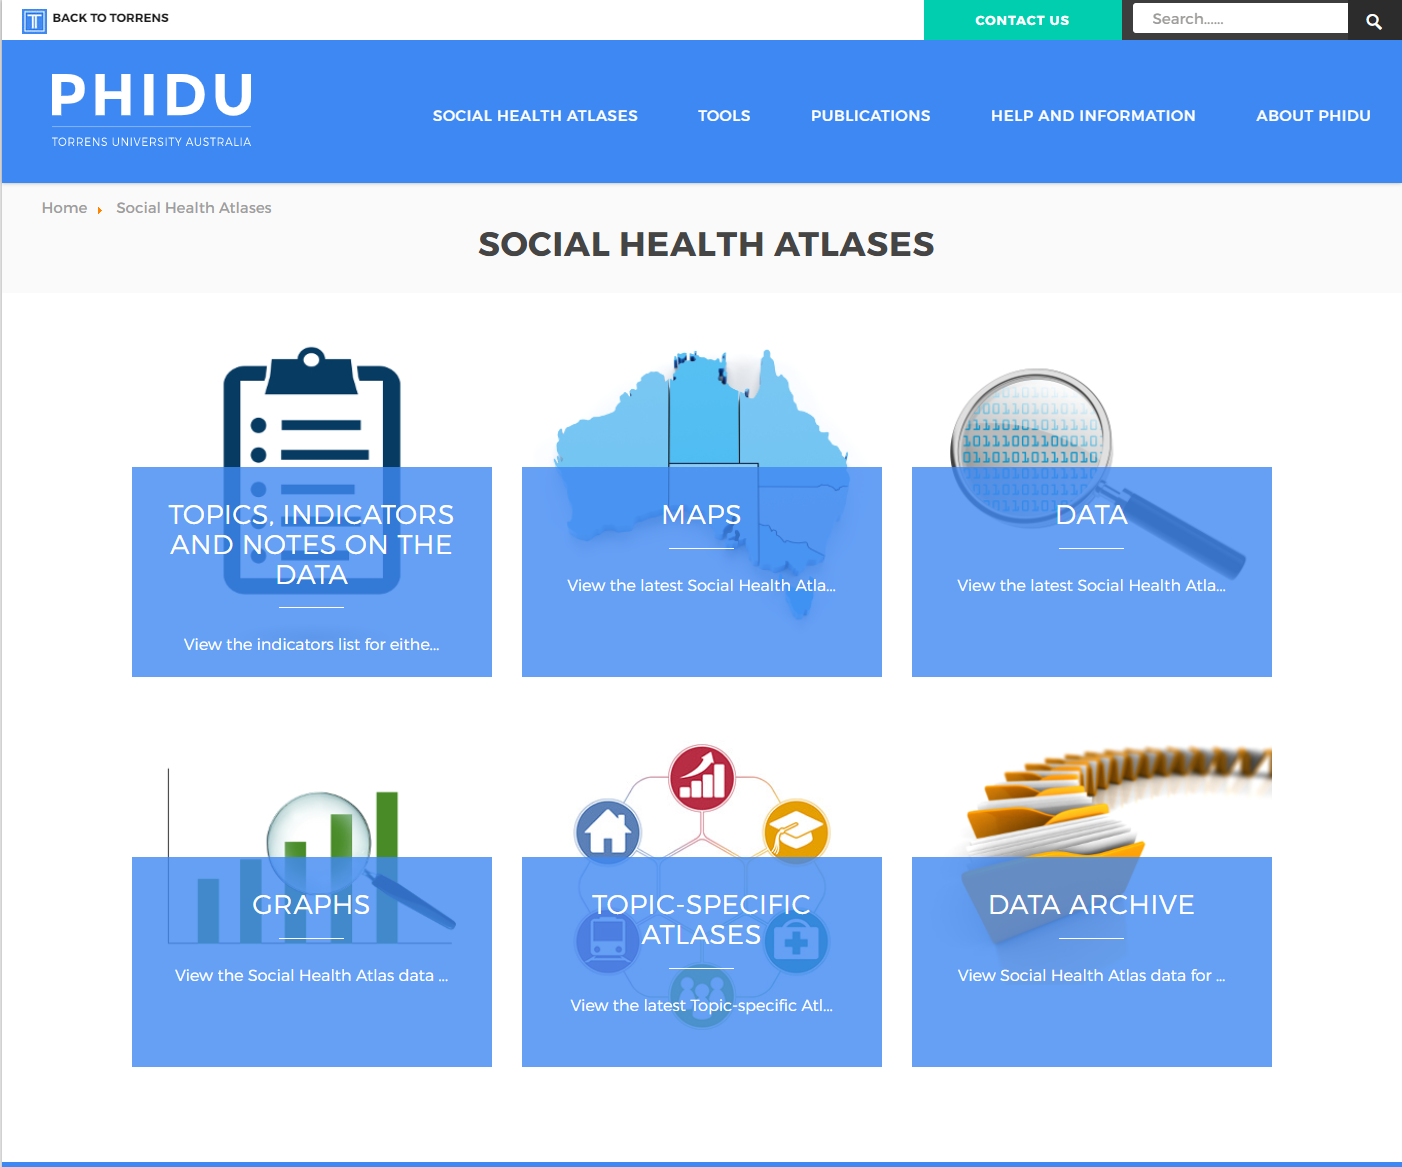 BACK TO TORRENS
CONTACT US
Search......
PHIDU
TORRENS UNIVERSITY AUSTRALIA
SOCIAL HEALTH ATLASES
TOOLS
PUBLICATIONS
HELP AND INFORMATION
ABOUT PHIDU
Home
Social Health Atlases
SOCIAL HEALTH ATLASES
TOPICS, INDICATORS
AND NOTES ON THE
DATA
View the indicators list for eithe...
MAPS
View the latest Social Health Atla...
DATA
View the latest Social Health Atla...
GRAPHS
View the Social Health Atlas data ...
TOPIC-SPECIFIC
ATLASES
View the latest Topic-specific Atl...
DATA ARCHIVE
View Social Health Atlas data for ...